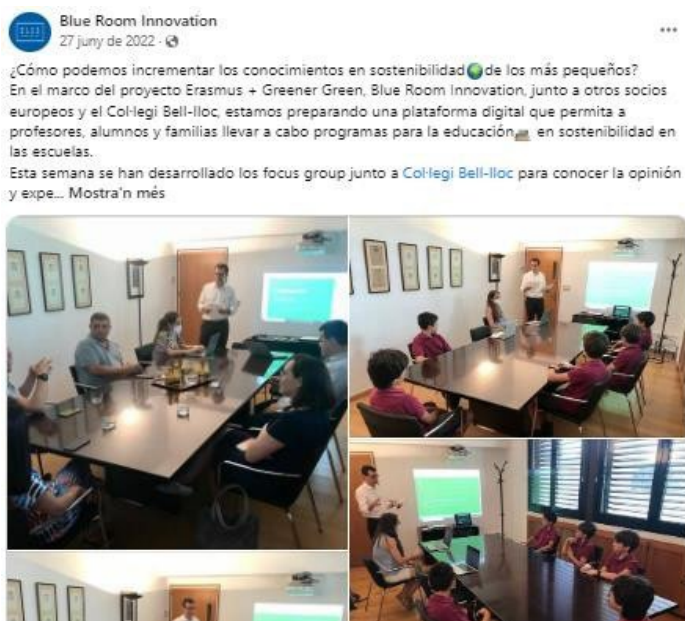 Blue Room Innovation
27 juny de 2022 ·
¿Cómo podemos incrementar los conocimientos en sostenibilidad🌍de los más pequeños?
En el marco del proyecto Erasmus + Greener Green, Blue Room Innovation, junto a otros socios
europeos y el Col·legi Bell-lloc, estamos preparando una plataforma digital que permita a
profesores, alumnos y familias llevar a cabo programas para la educación📚 en sostenibilidad en
las escuelas.
Esta semana se han desarrollado los focus group junto a Col·legi Bell-lloc para conocer la opinión
y expe... Mostra'n més